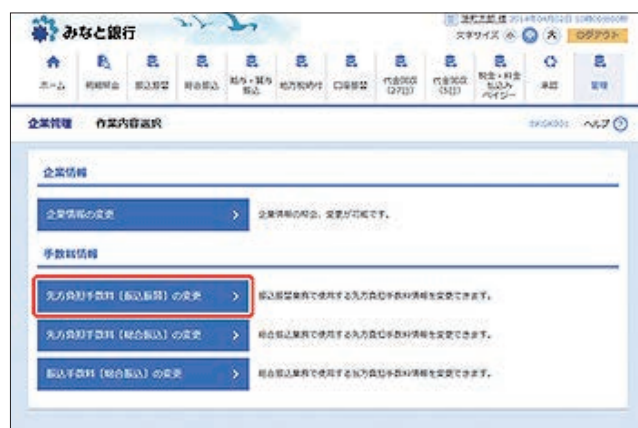 みなと銀行
文字サイズ 小 中 大 ログアウト
ホーム 明細照会 振込振替 総合振込 給与・賞与振込 地方税納付 口座振替 代金回収 代金回収 税金・料金払込みペイジー 承認 管理
企業管理 作業内容選択 ヘルプ
企業情報
企業情報の変更 企業情報の照会、変更が可能です。
手数料情報
先方負担手数料（振込振替）の変更 振込振替業務で使用する先方負担手数料情報を変更できます。
先方負担手数料（総合振込）の変更 総合振込業務で使用する先方負担手数料情報を変更できます。
振込手数料（総合振込）の変更 総合振込業務で使用する当方負担手数料情報を変更できます。